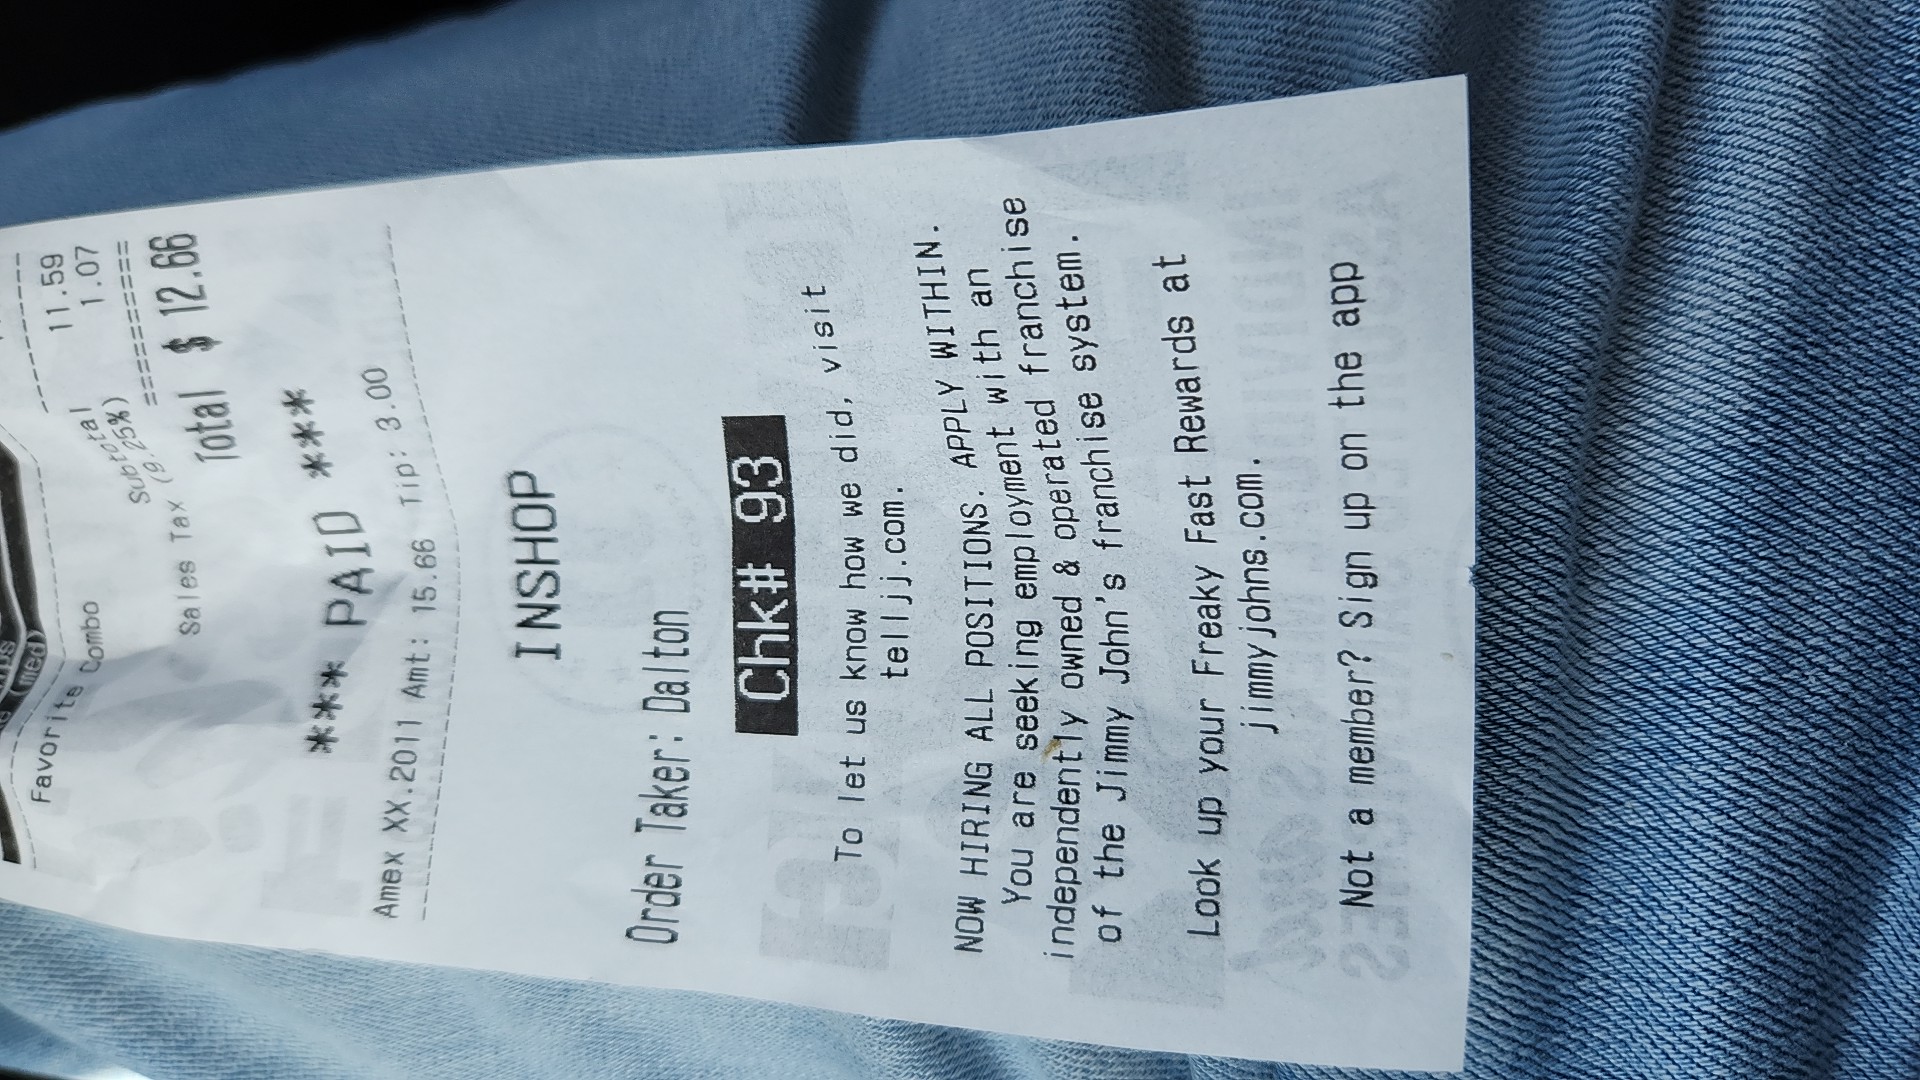 (med)
Favorite Combo
Subtotal 11.59
Sales Tax (9.25%) 1.07
==========
Total $ 12.66
*** PAID ***
Amex XX.2011 Amt: 15.66 Tip: 3.00
INSHOP
Order Taker: Dalton
Chk# 93
To let us know how we did, visit
telljj.com.
NOW HIRING ALL POSITIONS. APPLY WITHIN.
You are seeking employment with an
independently owned & operated franchise
of the Jimmy John's franchise system.
Look up your Freaky Fast Rewards at
jimmyjohns.com.
Not a member? Sign up on the app